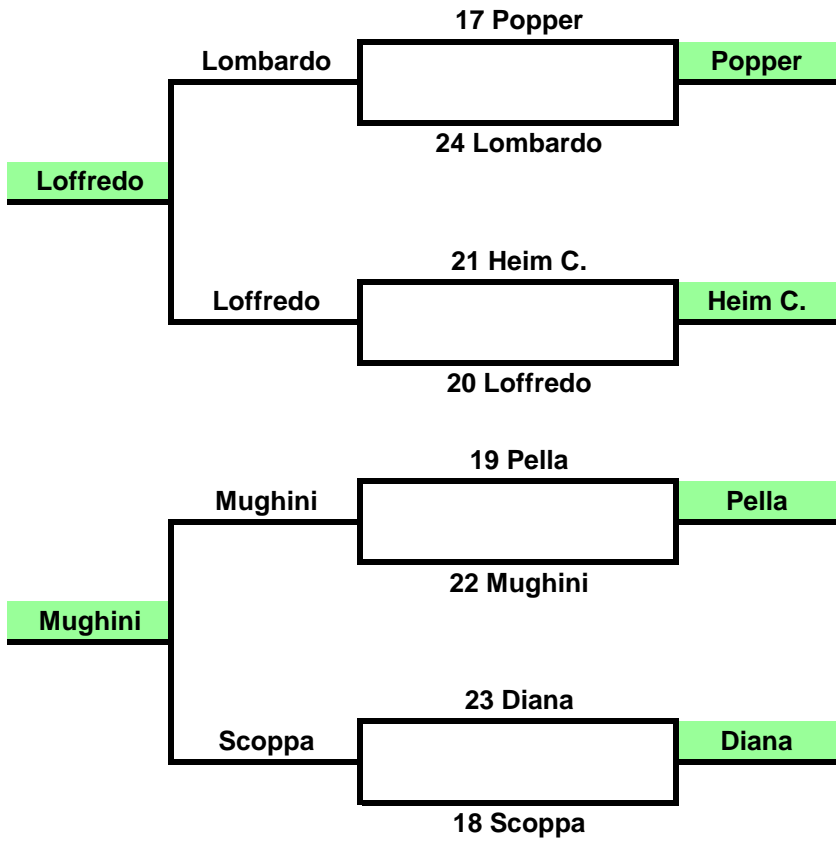 17 Popper
Lombardo
Popper
24 Lombardo
Loffredo
21 Heim C.
Loffredo
Heim C.
20 Loffredo
19 Pella
Mughini
Pella
22 Mughini
Mughini
23 Diana
Scoppa
Diana
18 Scoppa